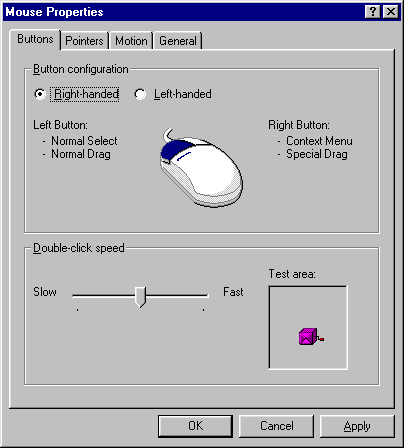 Mouse Properties
Buttons Pointers Motion General
Button configuration
Right-handed Left-handed
Left Button: Right Button:
- Normal Select - Context Menu
- Normal Drag - Special Drag
Double-click speed
Test area:
Slow Fast
OK Cancel Apply